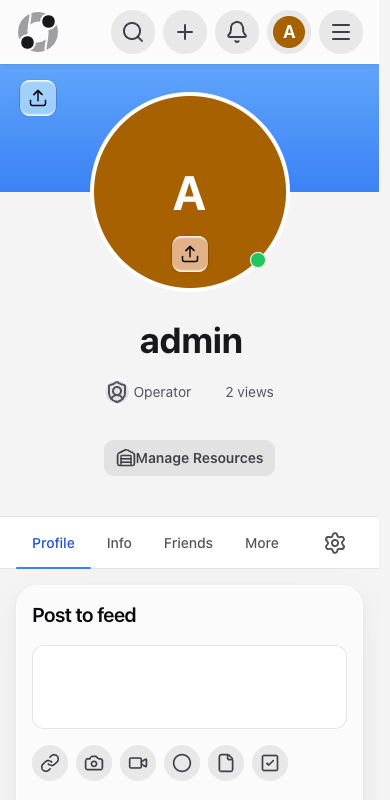 A
A
admin
Operator 2 views
Manage Resources
Profile Info Friends More
Post to feed